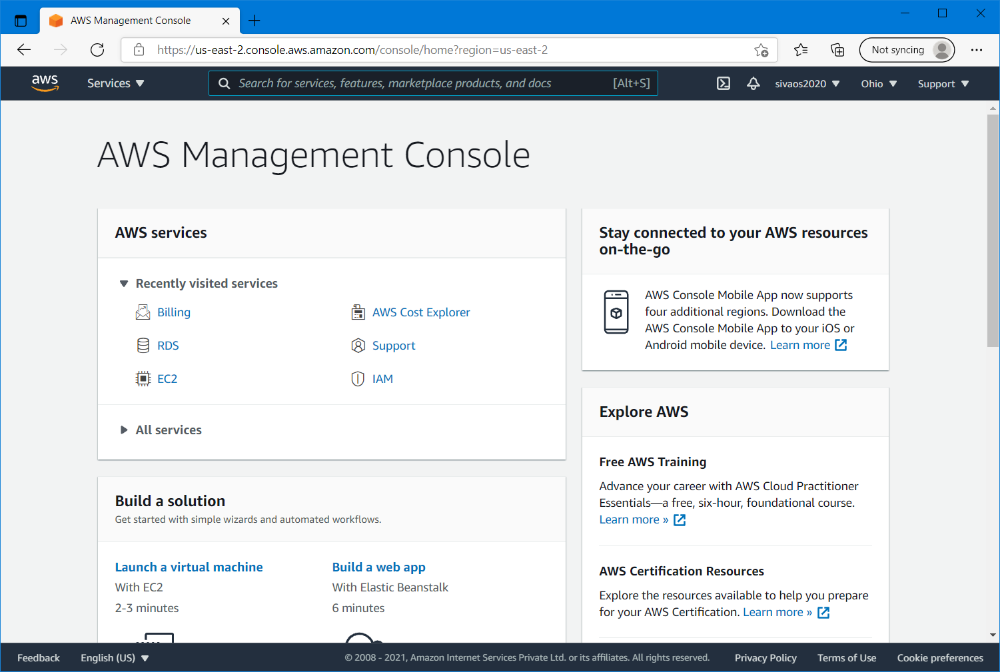 AWS Management Console
https://us-east-2.console.aws.amazon.com/console/home?region=us-east-2
Not syncing
aws
Services
Search for services, features, marketplace products, and docs
[Alt+S]
sivaos2020
Ohio
Support
AWS Management Console
AWS services
Recently visited services
Billing
AWS Cost Explorer
RDS
Support
EC2
IAM
All services
Build a solution
Get started with simple wizards and automated workflows.
Launch a virtual machine
With EC2
2-3 minutes
Build a web app
With Elastic Beanstalk
6 minutes
Stay connected to your AWS resources
on-the-go
AWS Console Mobile App now supports
four additional regions. Download the
AWS Console Mobile App to your iOS or
Android mobile device. Learn more
Explore AWS
Free AWS Training
Advance your career with AWS Cloud Practitioner
Essentials—a free, six-hour, foundational course.
Learn more »
AWS Certification Resources
Explore the resources available to help you prepare
for your AWS Certification. Learn more »
Feedback
English (US)
© 2008 - 2021, Amazon Internet Services Private Ltd. or its affiliates. All rights reserved.
Privacy Policy
Terms of Use
Cookie preferences